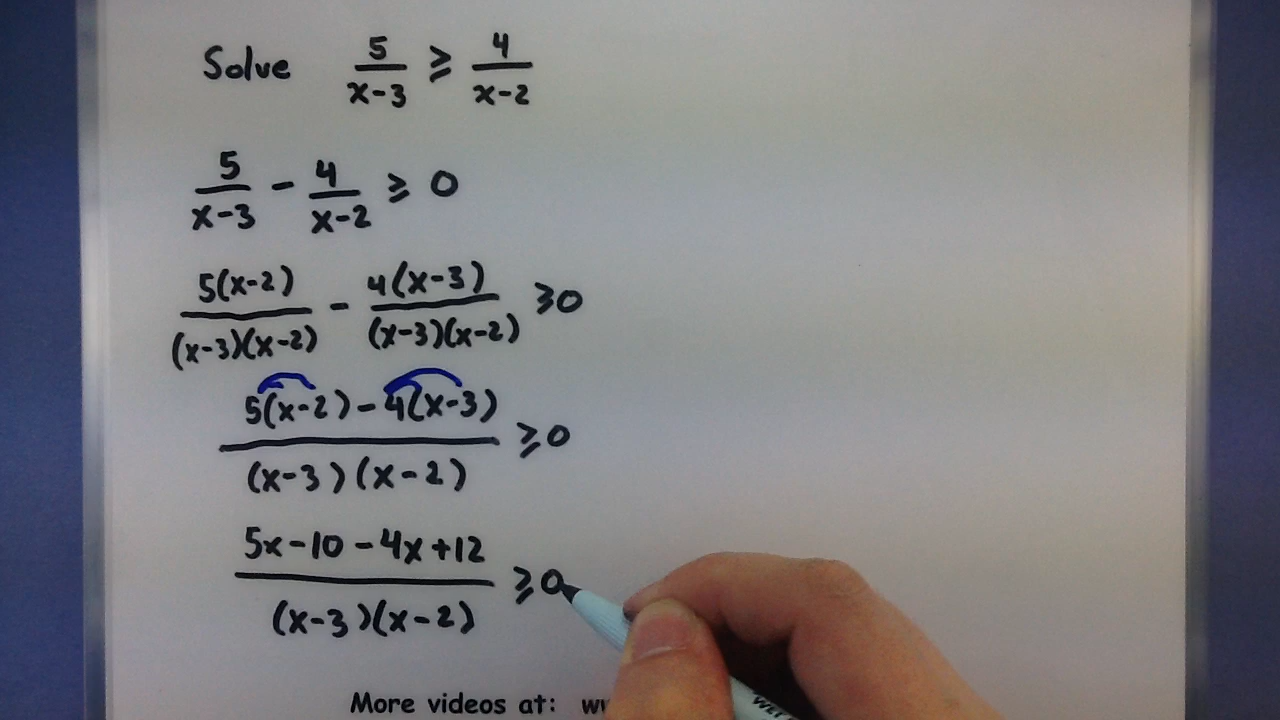 Solve 5/(x-3) ≥ 4/(x-2)
5/(x-3) - 4/(x-2) ≥ 0
5(x-2)/(x-3)(x-2) - 4(x-3)/(x-3)(x-2) ≥0
5(x-2)-4(x-3)/(x-3)(x-2) ≥0
5x-10-4x+12/(x-3)(x-2) ≥0
More videos at: